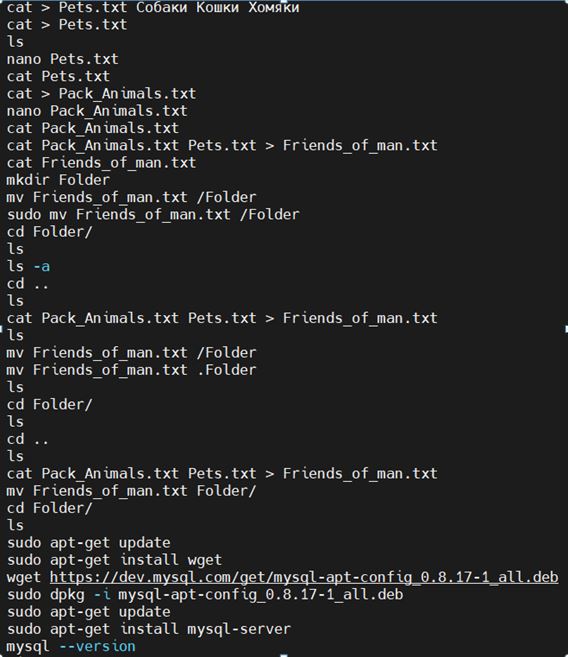 cat > Pets.txt Собаки Кошки Хомяки
cat > Pets.txt
ls
nano Pets.txt
cat Pets.txt
cat > Pack_Animals.txt
nano Pack_Animals.txt
cat Pack_Animals.txt
cat Pack_Animals.txt Pets.txt > Friends_of_man.txt
cat Friends_of_man.txt
mkdir Folder
mv Friends_of_man.txt /Folder
sudo mv Friends_of_man.txt /Folder
cd Folder/
ls
ls -a
cd ..
ls
cat Pack_Animals.txt Pets.txt > Friends_of_man.txt
ls
mv Friends_of_man.txt /Folder
mv Friends_of_man.txt .Folder
ls
cd Folder/
ls
cd ..
ls
cat Pack_Animals.txt Pets.txt > Friends_of_man.txt
mv Friends_of_man.txt Folder/
cd Folder/
ls
sudo apt-get update
sudo apt-get install wget
wget https://dev.mysql.com/get/mysql-apt-config_0.8.17-1_all.deb
sudo dpkg -i mysql-apt-config_0.8.17-1_all.deb
sudo apt-get update
sudo apt-get install mysql-server
mysql --version